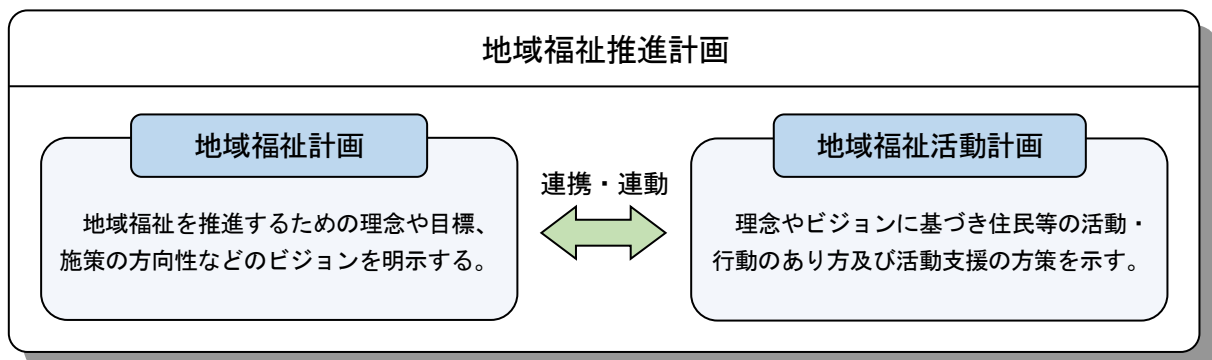 地域福祉推進計画
地域福祉計画
地域福祉を推進するための理念や目標、
施策の方向性などのビジョンを明示する。
連携・連動
地域福祉活動計画
理念やビジョンに基づき住民等の活動・
行動のあり方及び活動支援の方策を示す。